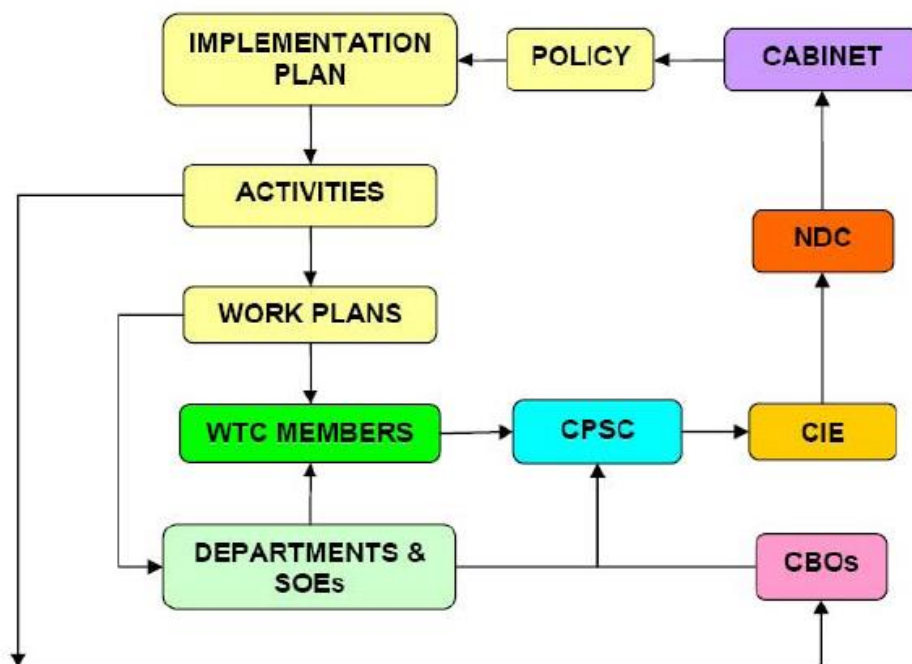 IMPLEMENTATION
PLAN
POLICY
CABINET
ACTIVITIES
NDC
WORK PLANS
WTC MEMBERS
CPSC
CIE
DEPARTMENTS &
SOEs
CBOs